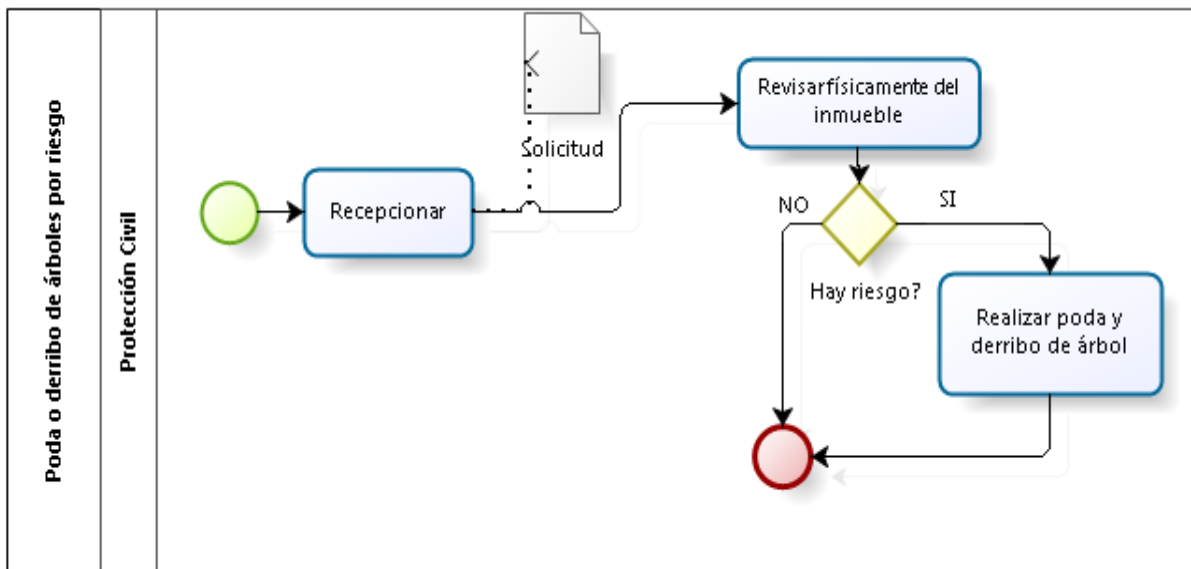 Poda o derribo de árboles por riesgo
Protección Civil
Recepcionar
Solicitud
Revisarfísicamente del
inmueble
NO
SI
Hay riesgo?
Realizar poda y
derribo de árbol